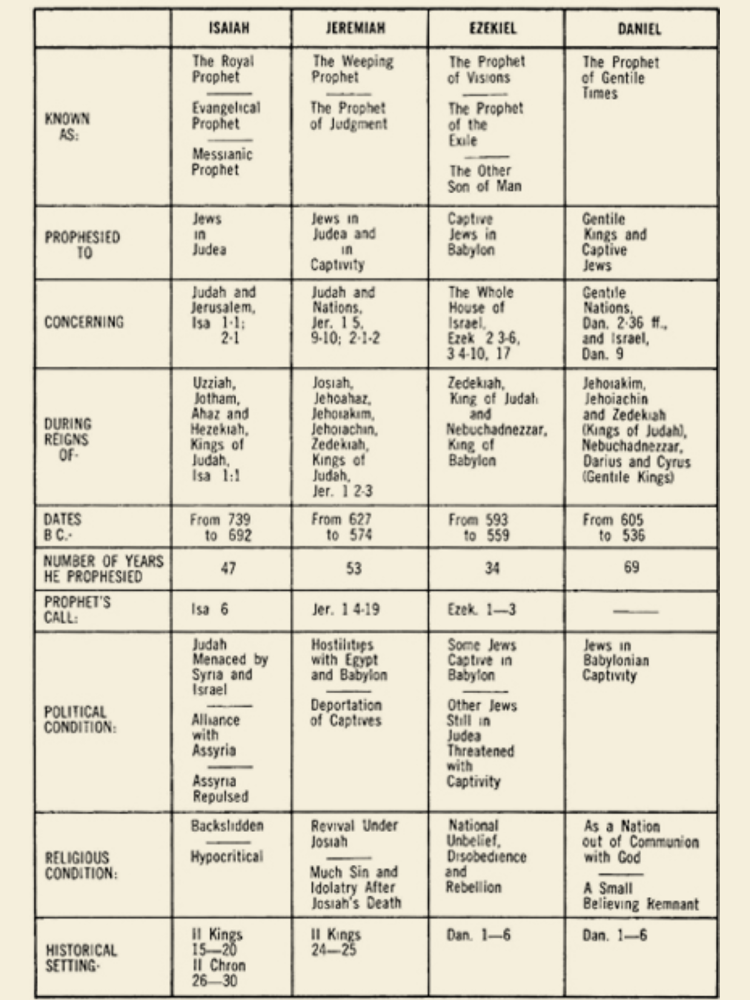 ISAIAH
JEREMIAH
EZEKIEL
DANIEL
KNOWN
AS:
The Royal
Prophet
Evangelical
Prophet
Messianic
Prophet
The Weeping
Prophet
The Prophet
of Judgment
The Prophet
of Visions
The Prophet
of the
Exile
The Other
Son of Man
The Prophet
of Gentile
Times
PROPHESIED
TO
Jews
in
Judea
Jews in
Judea and
in
Captivity
Captive
Jews in
Babylon
Gentile
Kings and
Captive
Jews
CONCERNING
Judah and
Jerusalem,
Isa 1·1;
2·1
Judah and
Nations,
Jer. 1 5,
9-10; 2·1-2
The Whole
House of
Israel,
Ezek 2 3-6,
3 4-10, 17
Gentile
Nations,
Dan. 2·36 ff.,
and Israel,
Dan. 9
DURING
REIGNS
OF·
Uzziah,
Jotham,
Ahaz and
Hezekiah,
Kings of
Judah,
Isa 1:1
Josiah,
Jehoahaz,
Jehoiakim,
Jehoiachin,
Zedekiah,
Kings of
Judah,
Jer. 1 2-3
Zedekiah,
King of Judah
and
Nebuchadnezzar,
King of
Babylon
Jehoiakim,
Jehoiachin
and Zedekiah
(Kings of Judah),
Nebuchadnezzar,
Darius and Cyrus
(Gentile Kings)
DATES
B C.·
From 739
to 692
From 627
to 574
From 593
to 559
From 605
to 536
NUMBER OF YEARS
HE PROPHESIED
47
53
34
69
PROPHET'S
CALL:
Isa 6
Jer. 1 4-19
Ezek. 1—3
POLITICAL
CONDITION:
Judah
Menaced by
Syria and
Israel
Alliance
with
Assyria
Assyria
Repulsed
Hostilities
with Egypt
and Babylon
Deportation
of Captives
Some Jews
Captive in
Babylon
Other Jews
Still in
Judea
Threatened
with
Captivity
Jews in
Babylonian
Captivity
RELIGIOUS
CONDITION:
Backslidden
Hypocritical
Revival Under
Josiah
Much Sin and
Idolatry After
Josiah's Death
National
Unbelief,
Disobedience
and
Rebellion
As a Nation
out of Communion
with God
A Small
Believing Remnant
HISTORICAL
SETTING·
II Kings
15—20
II Chron
26—30
II Kings
24—25
Dan. 1—6
Dan. 1—6